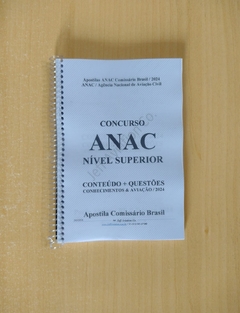 Apostilas ANAC Comissário Brasil / 2024
ANAC / Agência Nacional de Aviação Civil
CONCURSO
ANAC
NÍVEL SUPERIOR
CONTEÚDO + QUESTÕES
CONHECIMENTOS & AVIAÇÃO / 2024
Apostila Comissário Brasil